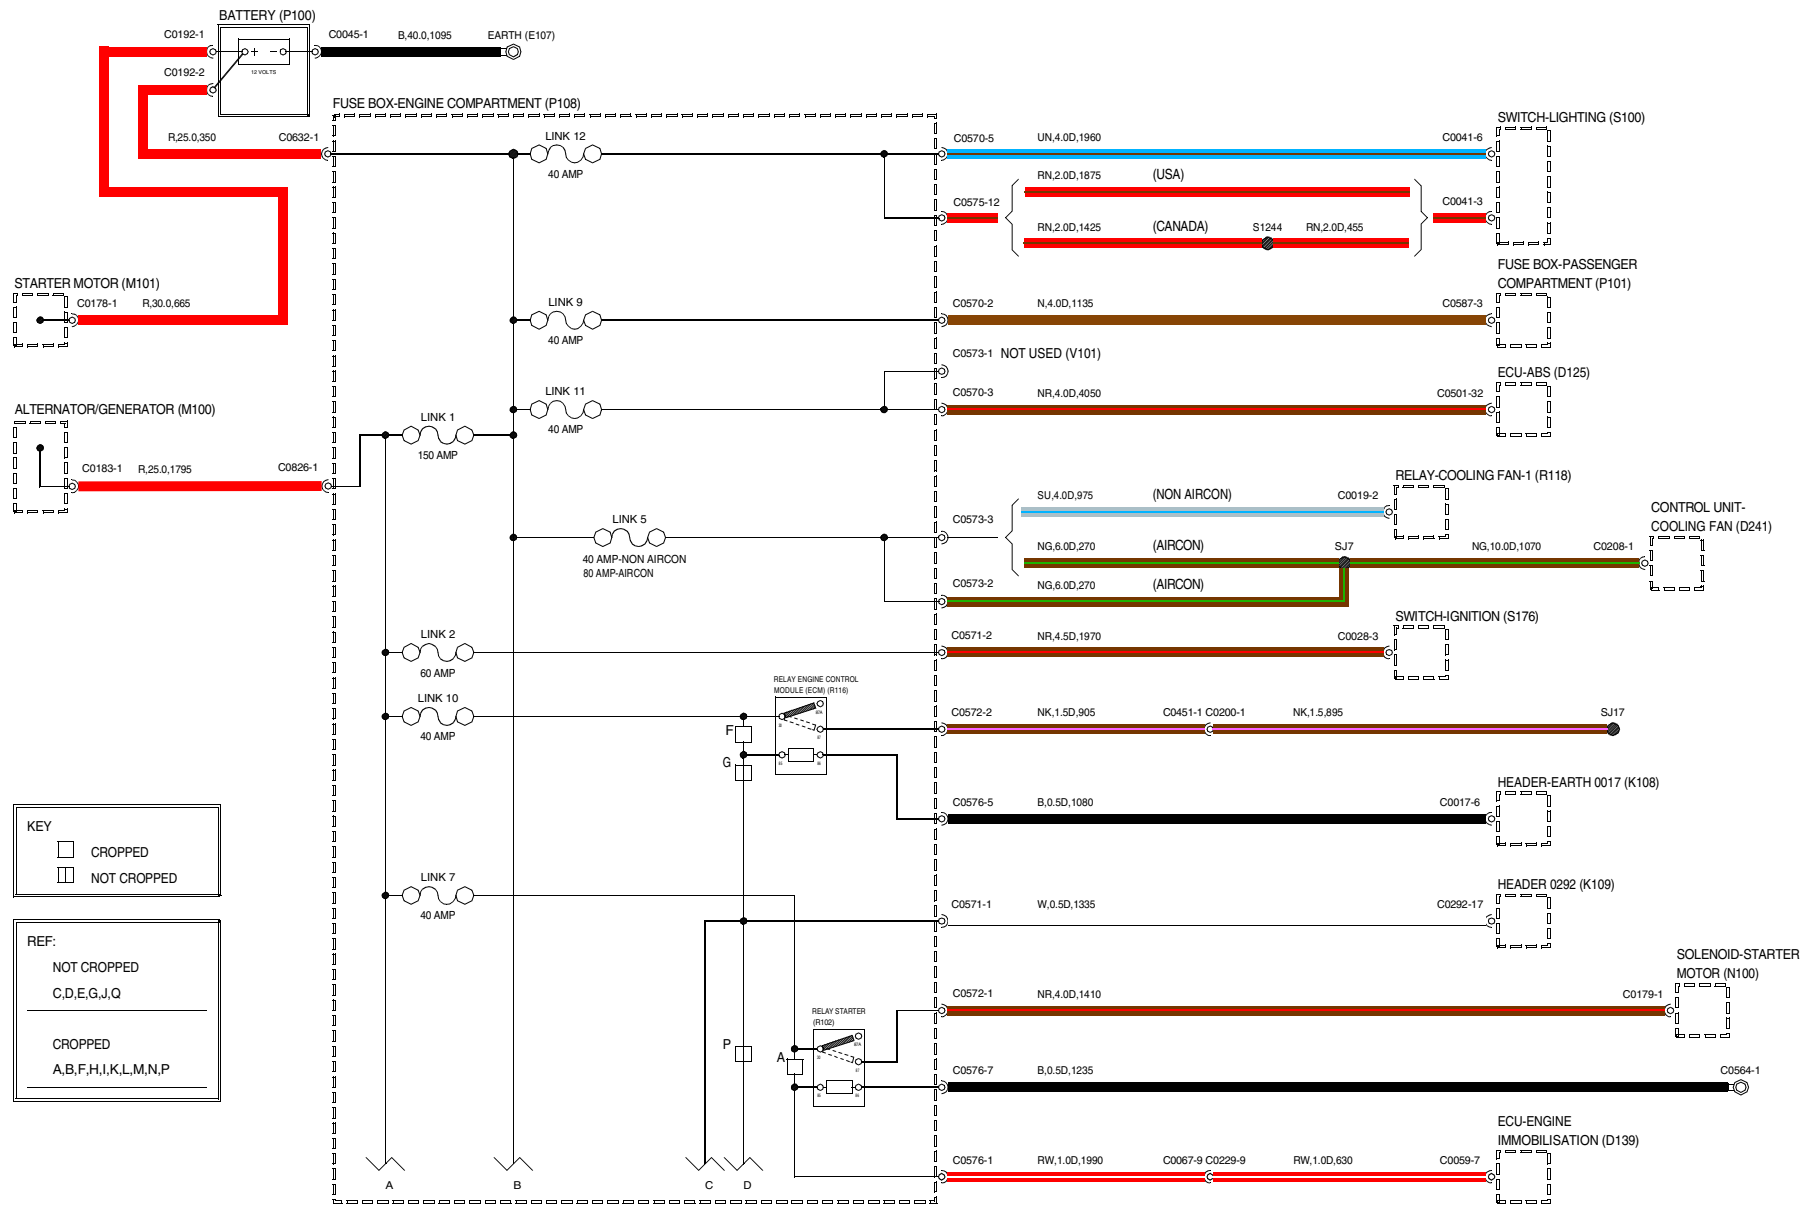 BATTERY (P100)
C0192-1
C0045-1
B,40.0,1095
EARTH (E107)
+
−
C0192-2
12 VOLTS
FUSE BOX-ENGINE COMPARTMENT (P108)
SWITCH-LIGHTING (S100)
R,25.0,350
C0632-1
LINK 12
40 AMP
C0570-5
UN,4.0D,1960
C0041-6
RN,2.0D,1875
(USA)
C0575-12
C0041-3
RN,2.0D,1425
(CANADA)
S1244
RN,2.0D,455
STARTER MOTOR (M101)
C0178-1
R,30.0,665
LINK 9
40 AMP
C0570-2
N,4.0D,1135
C0587-3
FUSE BOX-PASSENGER
COMPARTMENT (P101)
C0573-1
NOT USED (V101)
ECU-ABS (D125)
LINK 11
40 AMP
C0570-3
NR,4.0D,4050
C0501-32
ALTERNATOR/GENERATOR (M100)
LINK 1
150 AMP
C0183-1
R,25.0,1795
C0826-1
RELAY-COOLING FAN-1 (R118)
SU,4.0D,975
(NON AIRCON)
C0019-2
CONTROL UNIT-
COOLING FAN (D241)
LINK 5
40 AMP-NON AIRCON
80 AMP-AIRCON
C0573-3
NG,6.0D,270
(AIRCON)
SJ7
NG,10.0D,1070
C0208-1
C0573-2
NG,6.0D,270
(AIRCON)
SWITCH-IGNITION (S176)
LINK 2
60 AMP
C0571-2
NR,4.5D,1970
C0028-3
LINK 10
40 AMP
RELAY ENGINE CONTROL
MODULE (ECM) (R116)
30
87A
87
85
86
F
G
C0572-2
NK,1.5D,905
C0451-1 C0200-1
NK,1.5,895
SJ17
HEADER-EARTH 0017 (K108)
C0576-5
B,0.5D,1080
C0017-6
KEY
CROPPED
NOT CROPPED
LINK 7
40 AMP
HEADER 0292 (K109)
C0571-1
W,0.5D,1335
C0292-17
REF:
NOT CROPPED
C,D,E,G,J,Q
CROPPED
A,B,F,H,I,K,L,M,N,P
SOLENOID-STARTER
MOTOR (N100)
C0572-1
NR,4.0D,1410
C0179-1
RELAY STARTER
(R102)
30
87A
87
85
86
P
A
C0576-7
B,0.5D,1235
C0564-1
ECU-ENGINE
IMMOBILISATION (D139)
C0576-1
RW,1.0D,1990
C0067-9 C0229-9
RW,1.0D,630
C0059-7
A
B
C
D